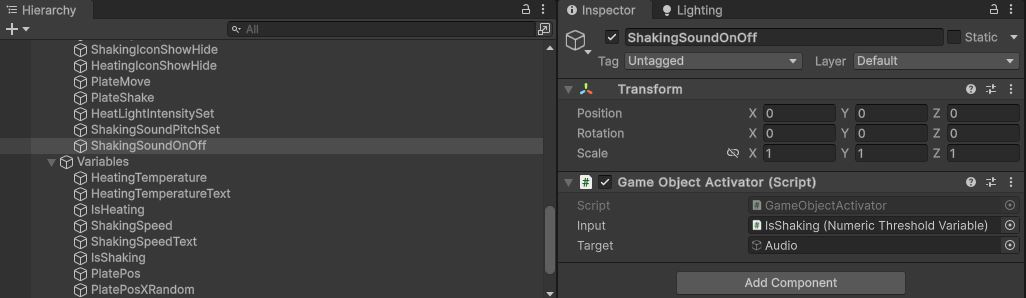 Hierarchy
All
ShakingIconShowHide
HeatingIconShowHide
PlateMove
PlateShake
HeatLightIntensitySet
ShakingSoundPitchSet
ShakingSoundOnOff
Variables
HeatingTemperature
HeatingTemperatureText
IsHeating
ShakingSpeed
ShakingSpeedText
IsShaking
PlatePos
PlatePosXRandom
Inspector Lighting
ShakingSoundOnOff Static
Tag Untagged Layer Default
Transform
Position X 0 Y 0 Z 0
Rotation X 0 Y 0 Z 0
Scale X 1 Y 1 Z 1
# Game Object Activator (Script)
Script # GameObjectActivator
Input # IsShaking (Numeric Threshold Variable)
Target Audio
Add Component